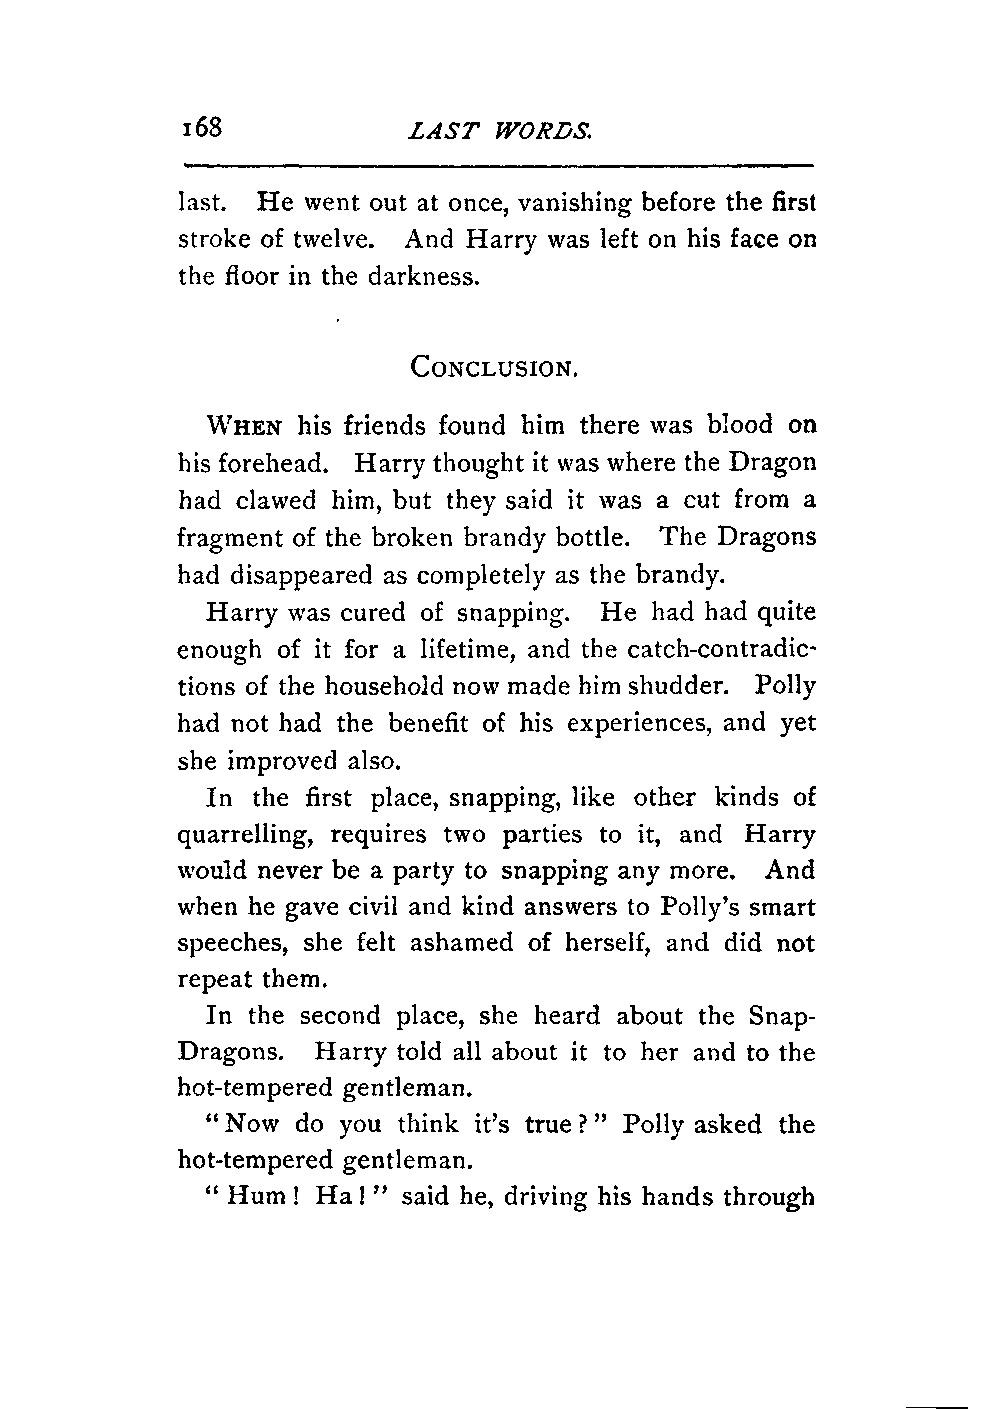 168 LAST WORDS.
last. He went out at once, vanishing before the first
stroke of twelve. And Harry was left on his face on
the floor in the darkness.
CONCLUSION.
WHEN his friends found him there was blood on
his forehead. Harry thought it was where the Dragon
had clawed him, but they said it was a cut from a
fragment of the broken brandy bottle. The Dragons
had disappeared as completely as the brandy.
Harry was cured of snapping. He had had quite
enough of it for a lifetime, and the catch-contradic-
tions of the household now made him shudder. Polly
had not had the benefit of his experiences, and yet
she improved also.
In the first place, snapping, like other kinds of
quarrelling, requires two parties to it, and Harry
would never be a party to snapping any more. And
when he gave civil and kind answers to Polly's smart
speeches, she felt ashamed of herself, and did not
repeat them.
In the second place, she heard about the Snap-
Dragons. Harry told all about it to her and to the
hot-tempered gentleman.
"Now do you think it's true?" Polly asked the
hot-tempered gentleman.
"Hum! Ha!" said he, driving his hands through